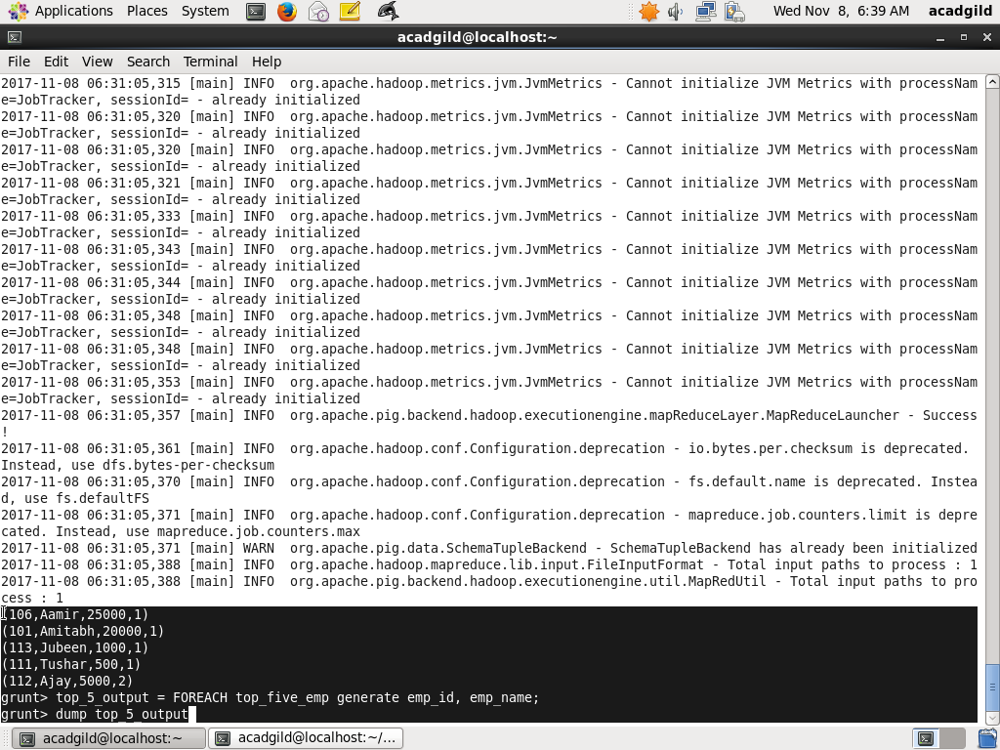 Applications Places System Wed Nov 8, 6:39 AM acadgild
acadgild@localhost:~
File Edit View Search Terminal Help
2017-11-08 06:31:05,315 [main] INFO  org.apache.hadoop.metrics.jvm.JvmMetrics - Cannot initialize JVM Metrics with processNam
e=JobTracker, sessionId= - already initialized
2017-11-08 06:31:05,320 [main] INFO  org.apache.hadoop.metrics.jvm.JvmMetrics - Cannot initialize JVM Metrics with processNam
e=JobTracker, sessionId= - already initialized
2017-11-08 06:31:05,320 [main] INFO  org.apache.hadoop.metrics.jvm.JvmMetrics - Cannot initialize JVM Metrics with processNam
e=JobTracker, sessionId= - already initialized
2017-11-08 06:31:05,321 [main] INFO  org.apache.hadoop.metrics.jvm.JvmMetrics - Cannot initialize JVM Metrics with processNam
e=JobTracker, sessionId= - already initialized
2017-11-08 06:31:05,333 [main] INFO  org.apache.hadoop.metrics.jvm.JvmMetrics - Cannot initialize JVM Metrics with processNam
e=JobTracker, sessionId= - already initialized
2017-11-08 06:31:05,343 [main] INFO  org.apache.hadoop.metrics.jvm.JvmMetrics - Cannot initialize JVM Metrics with processNam
e=JobTracker, sessionId= - already initialized
2017-11-08 06:31:05,344 [main] INFO  org.apache.hadoop.metrics.jvm.JvmMetrics - Cannot initialize JVM Metrics with processNam
e=JobTracker, sessionId= - already initialized
2017-11-08 06:31:05,348 [main] INFO  org.apache.hadoop.metrics.jvm.JvmMetrics - Cannot initialize JVM Metrics with processNam
e=JobTracker, sessionId= - already initialized
2017-11-08 06:31:05,348 [main] INFO  org.apache.hadoop.metrics.jvm.JvmMetrics - Cannot initialize JVM Metrics with processNam
e=JobTracker, sessionId= - already initialized
2017-11-08 06:31:05,353 [main] INFO  org.apache.hadoop.metrics.jvm.JvmMetrics - Cannot initialize JVM Metrics with processNam
e=JobTracker, sessionId= - already initialized
2017-11-08 06:31:05,357 [main] INFO  org.apache.pig.backend.hadoop.executionengine.mapReduceLayer.MapReduceLauncher - Success
!
2017-11-08 06:31:05,361 [main] INFO  org.apache.hadoop.conf.Configuration.deprecation - io.bytes.per.checksum is deprecated.
Instead, use dfs.bytes-per-checksum
2017-11-08 06:31:05,370 [main] INFO  org.apache.hadoop.conf.Configuration.deprecation - fs.default.name is deprecated. Instea
d, use fs.defaultFS
2017-11-08 06:31:05,371 [main] INFO  org.apache.hadoop.conf.Configuration.deprecation - mapreduce.job.counters.limit is depre
cated. Instead, use mapreduce.job.counters.max
2017-11-08 06:31:05,371 [main] WARN  org.apache.pig.data.SchemaTupleBackend - SchemaTupleBackend has already been initialized
2017-11-08 06:31:05,388 [main] INFO  org.apache.hadoop.mapreduce.lib.input.FileInputFormat - Total input paths to process : 1
2017-11-08 06:31:05,388 [main] INFO  org.apache.pig.backend.hadoop.executionengine.util.MapRedUtil - Total input paths to pro
cess : 1
(106,Aamir,25000,1)
(101,Amitabh,20000,1)
(113,Jubeen,1000,1)
(111,Tushar,500,1)
(112,Ajay,5000,2)
grunt> top_5_output = FOREACH top_five_emp generate emp_id, emp_name;
grunt> dump top_5_output
acadgild@localhost:~ acadgild@localhost:~/...